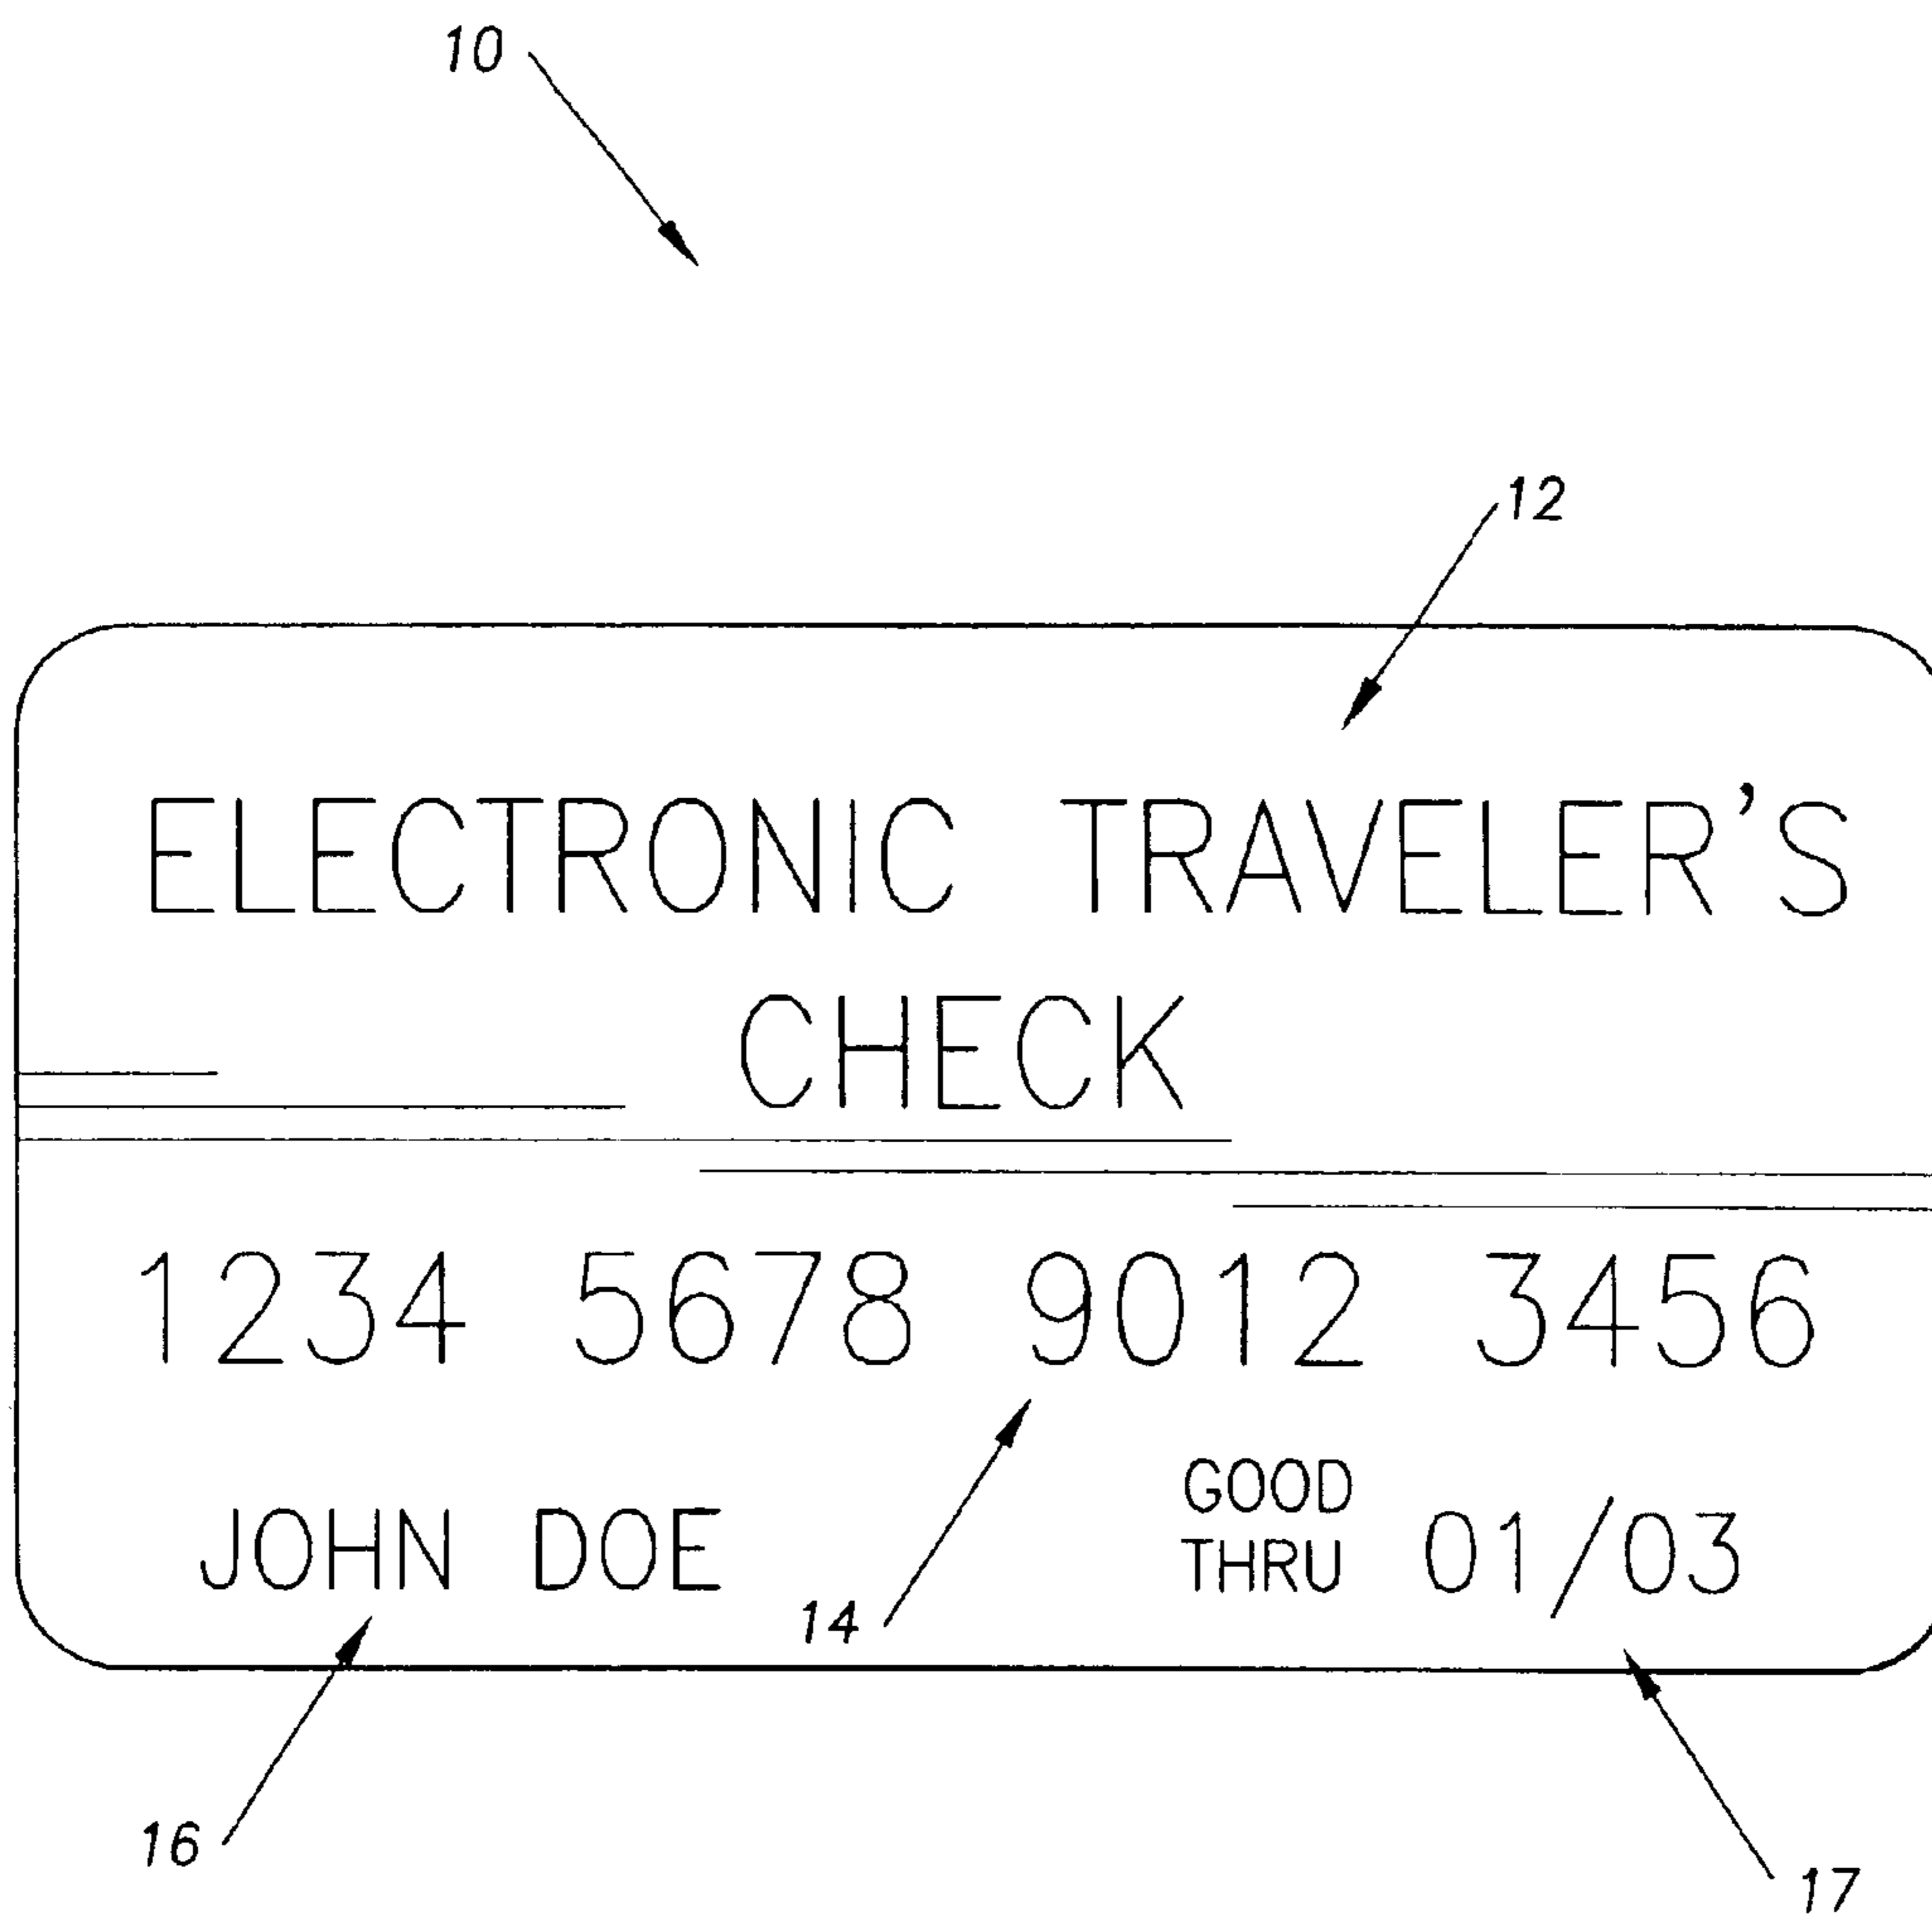 10
12
ELECTRONIC TRAVELER'S
CHECK
1234 5678 9012 3456
GOOD
JOHN DOE THRU 01/03
14
16
17